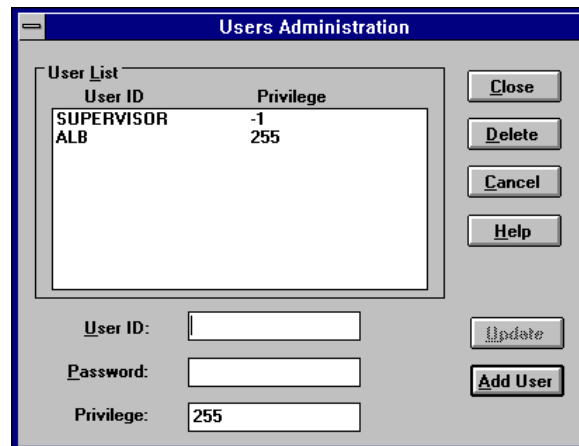 Users Administration
User List
User ID Privilege
SUPERVISOR -1
ALB 255
Close
Delete
Cancel
Help
User ID:
Password:
Privilege: 255
Update
Add User